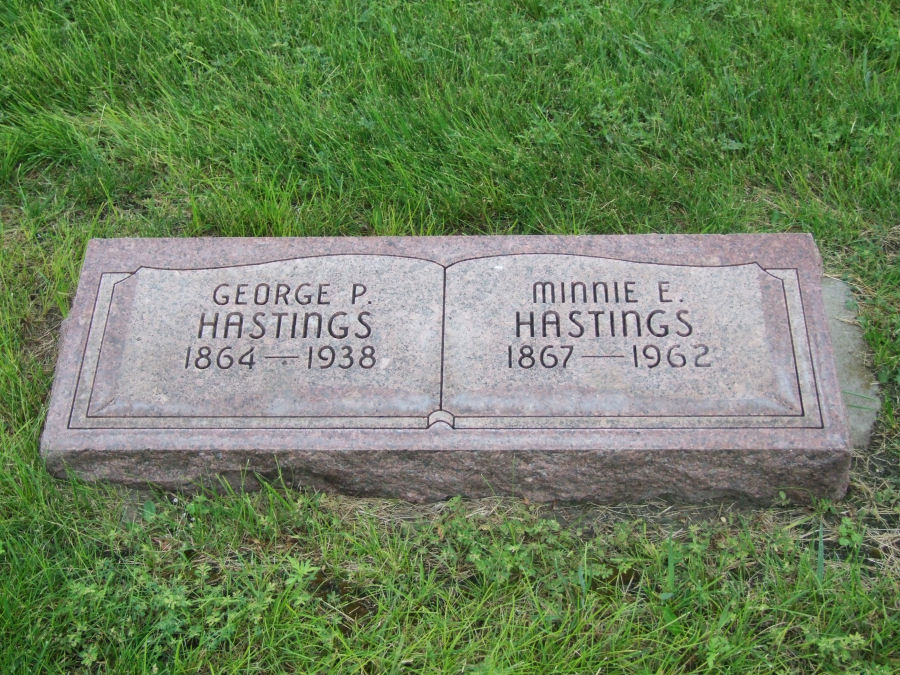 GEORGE P.
HASTINGS
1864—1938
MINNIE E.
HASTINGS
1867—1962